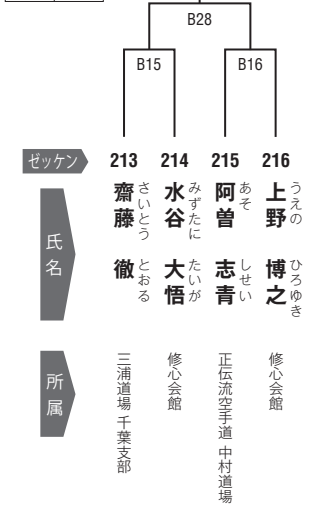 B28
B15
B16
ゼッケン
213
214
215
216
氏名
齋藤 徹
さいとう とおる
水谷 大悟
みずたに たいが
阿曽 志青
あそ しせい
上野 博之
うえの ひろゆき
所属
三浦道場 千葉支部
修心会館
正伝流空手道 中村道場
修心会館